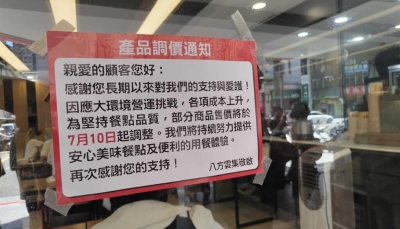 產品調價通知
親愛的顧客您好：
感謝您長期以來對我們的支持與愛護！
因應大環境營運挑戰，各項成本上升，
為堅持餐點品質，部分商品售價將於
7月10日起調整。我們將持續努力提供
安心美味餐點及便利的用餐體驗。
再次感謝您的支持！
八方雲集敬啟